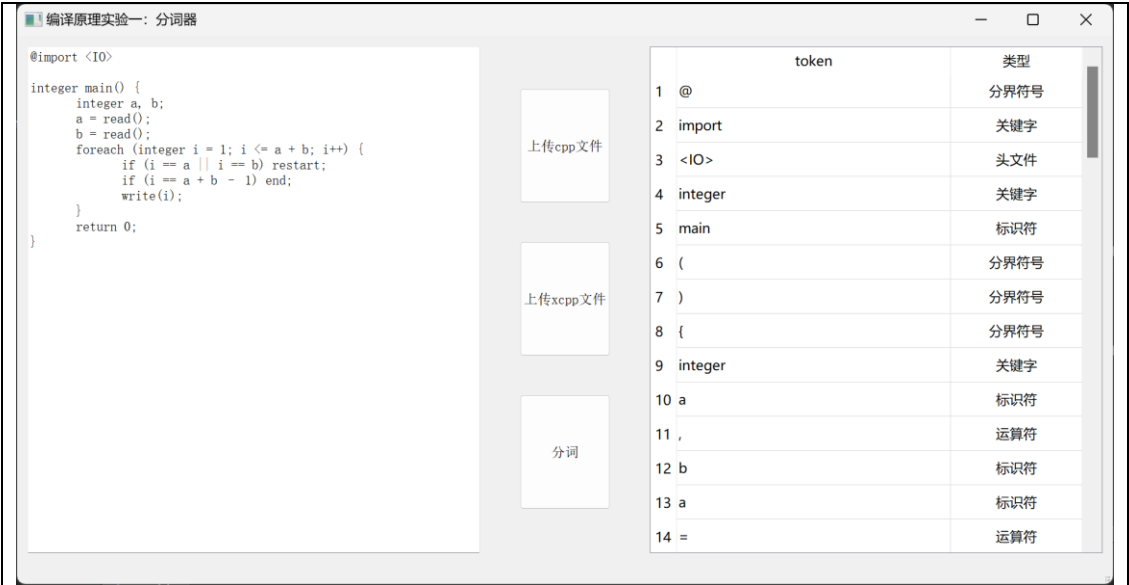 编译原理实验一：分词器
@import <IO>
integer main() {
integer a, b;
a = read();
b = read();
foreach (integer i = 1; i <= a + b; i++) {
if (i == a || i == b) restart;
if (i == a + b - 1) end;
write(i);
}
return 0;
}
上传cpp文件
上传xcpp文件
分词
token 类型
1 @ 分界符号
2 import 关键字
3 <IO> 头文件
4 integer 关键字
5 main 标识符
6 ( 分界符号
7 ) 分界符号
8 { 分界符号
9 integer 关键字
10 a 标识符
11 , 运算符
12 b 标识符
13 a 标识符
14 = 运算符